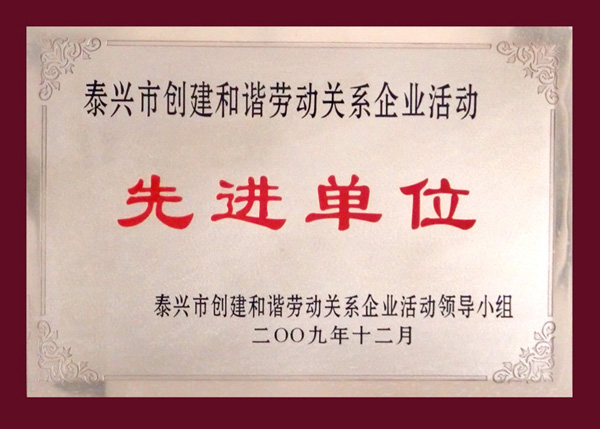 泰兴市创建和谐劳动关系企业活动
先进单位
泰兴市创建和谐劳动关系企业活动领导小组
二〇〇九年十二月